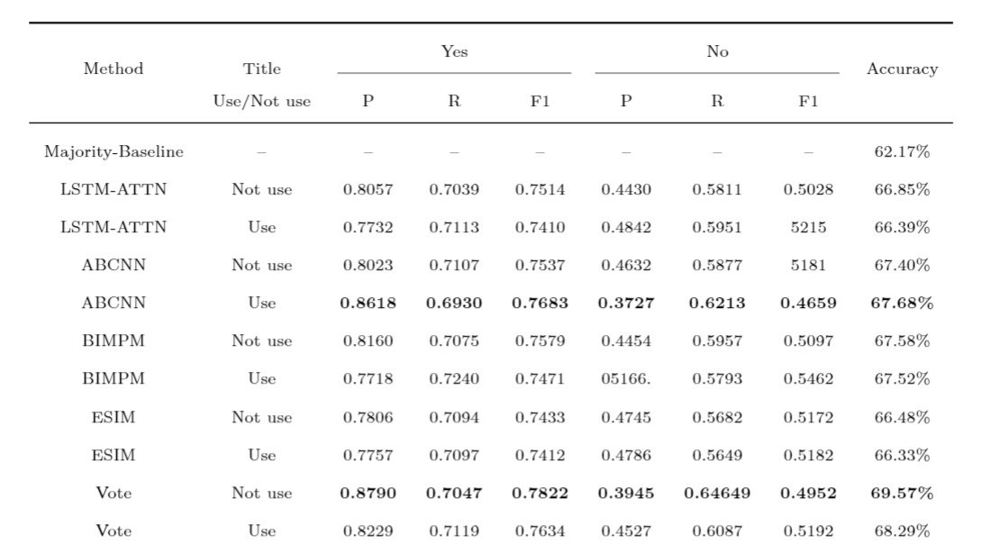 Yes No
Method Title Accuracy
Use/Not use P R F1 P R F1
Majority-Baseline – – – – – – – 62.17%
LSTM-ATTN Not use 0.8057 0.7039 0.7514 0.4430 0.5811 0.5028 66.85%
LSTM-ATTN Use 0.7732 0.7113 0.7410 0.4842 0.5951 5215 66.39%
ABCNN Not use 0.8023 0.7107 0.7537 0.4632 0.5877 5181 67.40%
ABCNN Use 0.8618 0.6930 0.7683 0.3727 0.6213 0.4659 67.68%
BIMPM Not use 0.8160 0.7075 0.7579 0.4454 0.5957 0.5097 67.58%
BIMPM Use 0.7718 0.7240 0.7471 05166. 0.5793 0.5462 67.52%
ESIM Not use 0.7806 0.7094 0.7433 0.4745 0.5682 0.5172 66.48%
ESIM Use 0.7757 0.7097 0.7412 0.4786 0.5649 0.5182 66.33%
Vote Not use 0.8790 0.7047 0.7822 0.3945 0.64649 0.4952 69.57%
Vote Use 0.8229 0.7119 0.7634 0.4527 0.6087 0.5192 68.29%